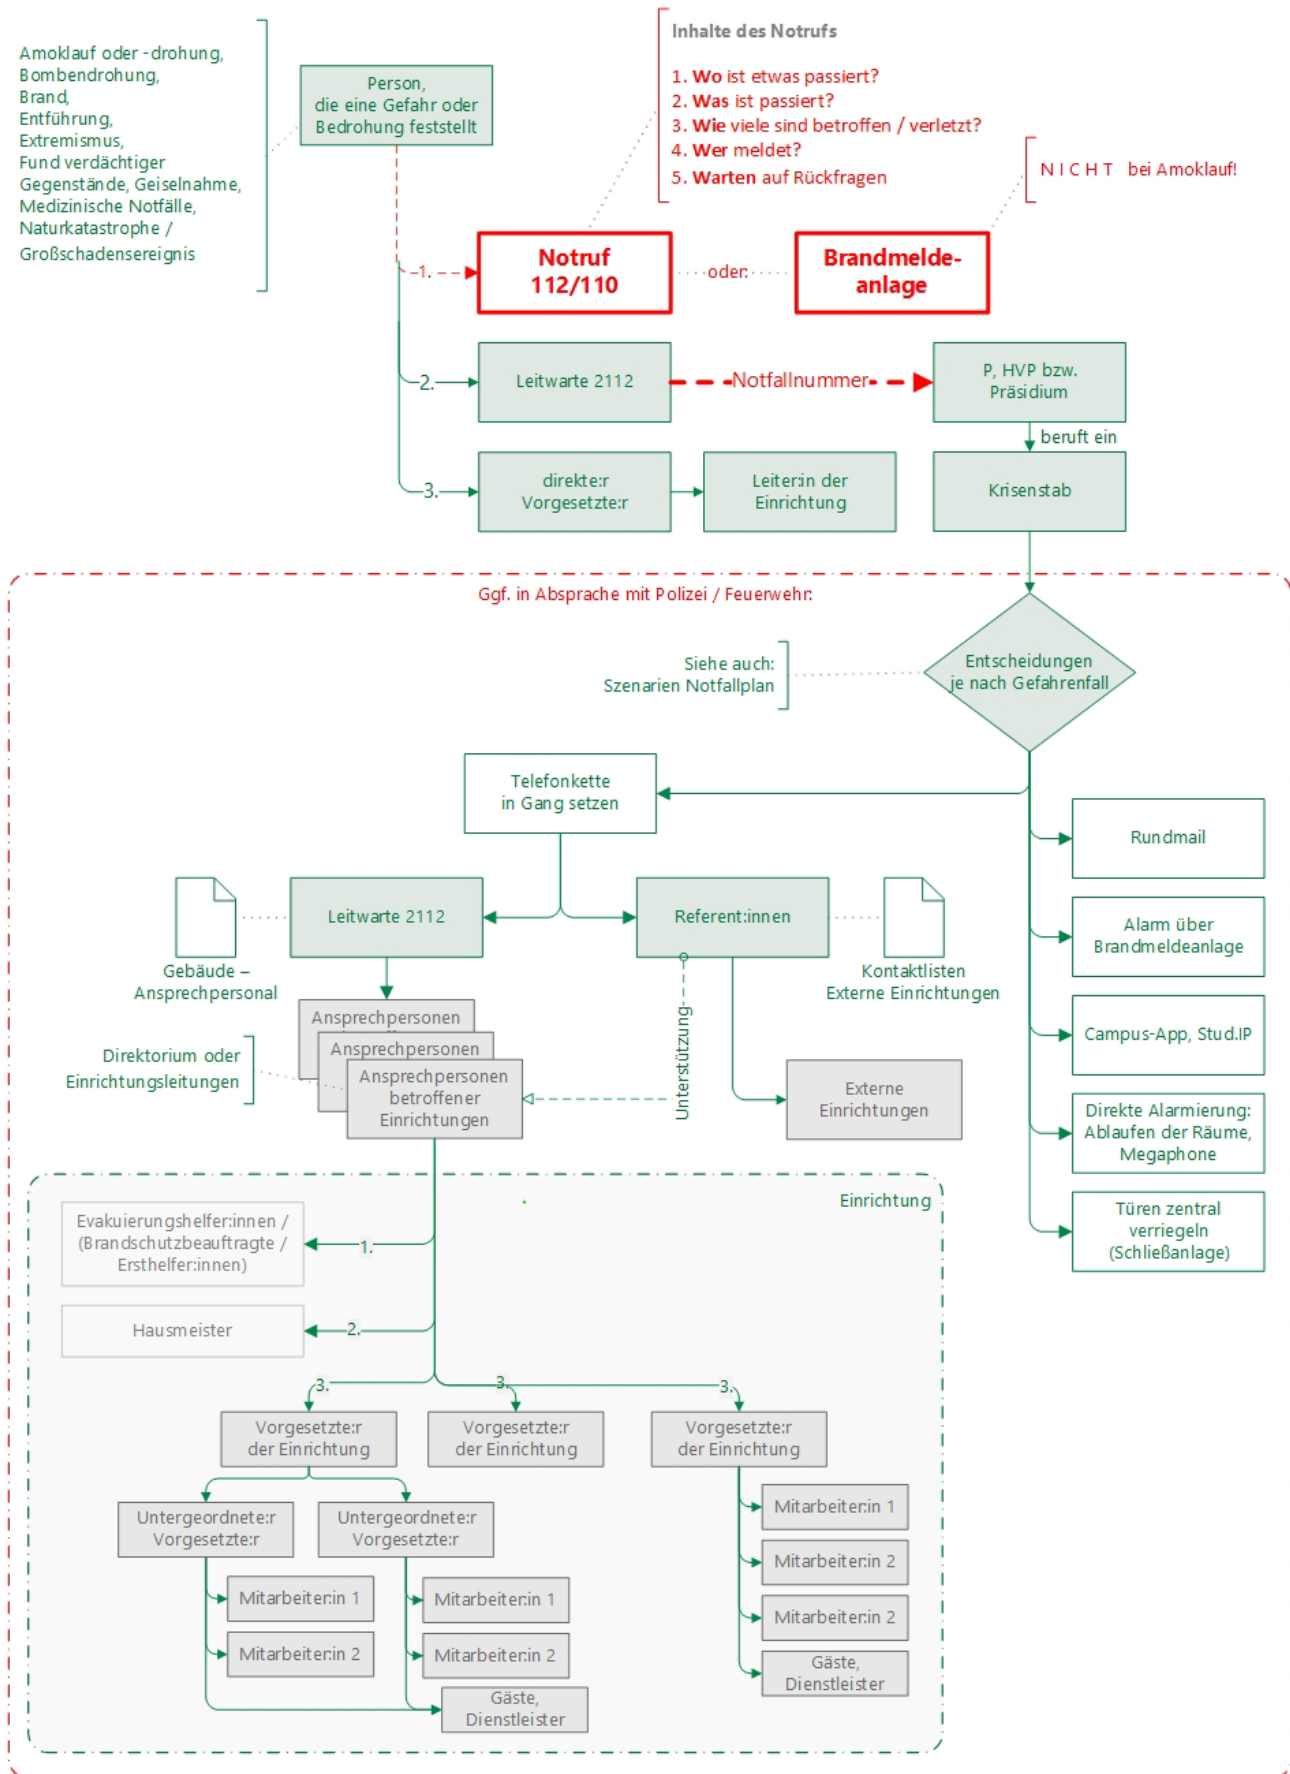 Amoklauf oder -drohung,
Bombendrohung,
Brand,
Entführung,
Extremismus,
Fund verdächtiger
Gegenstände, Geiselnahme,
Medizinische Notfälle,
Naturkatastrophe /
Großschadensereignis
Person,
die eine Gefahr oder
Bedrohung feststellt
Inhalte des Notrufs
1. Wo ist etwas passiert?
2. Was ist passiert?
3. Wie viele sind betroffen / verletzt?
4. Wer meldet?
5. Warten auf Rückfragen
N I C H T bei Amoklauf!
1.
Notruf
112/110
oder:
Brandmelde-
anlage
2.
Leitwarte 2112
Notfallnummer
P, HVP bzw.
Präsidium
beruft ein
3.
direkte:r
Vorgesetzte:r
Leiter:in der
Einrichtung
Krisenstab
Ggf. in Absprache mit Polizei / Feuerwehr:
Siehe auch:
Szenarien Notfallplan
Entscheidungen
je nach Gefahrenfall
Telefonkette
in Gang setzen
Rundmail
Alarm über
Brandmeldeanlage
Campus-App, Stud.IP
Direkte Alarmierung:
Ablaufen der Räume,
Megaphone
Türen zentral
verriegeln
(Schließanlage)
Gebäude –
Ansprechpersonal
Leitwarte 2112
Referent:innen
Kontaktlisten
Externe Einrichtungen
Direktorium oder
Einrichtungsleitungen
Ansprechpersonen
Ansprechpersonen
Ansprechpersonen
betroffener
Einrichtungen
Unterstützung
Externe
Einrichtungen
Einrichtung
Evakuierungshelfer:innen /
(Brandschutzbeauftragte /
Ersthelfer:innen)
1.
Hausmeister
2.
3.
3.
3.
Vorgesetzte:r
der Einrichtung
Vorgesetzte:r
der Einrichtung
Vorgesetzte:r
der Einrichtung
Untergeordnete:r
Vorgesetzte:r
Untergeordnete:r
Vorgesetzte:r
Mitarbeiter:in 1
Mitarbeiter:in 2
Mitarbeiter:in 1
Mitarbeiter:in 2
Gäste,
Dienstleister
Mitarbeiter:in 1
Mitarbeiter:in 2
Mitarbeiter:in 2
Gäste,
Dienstleister